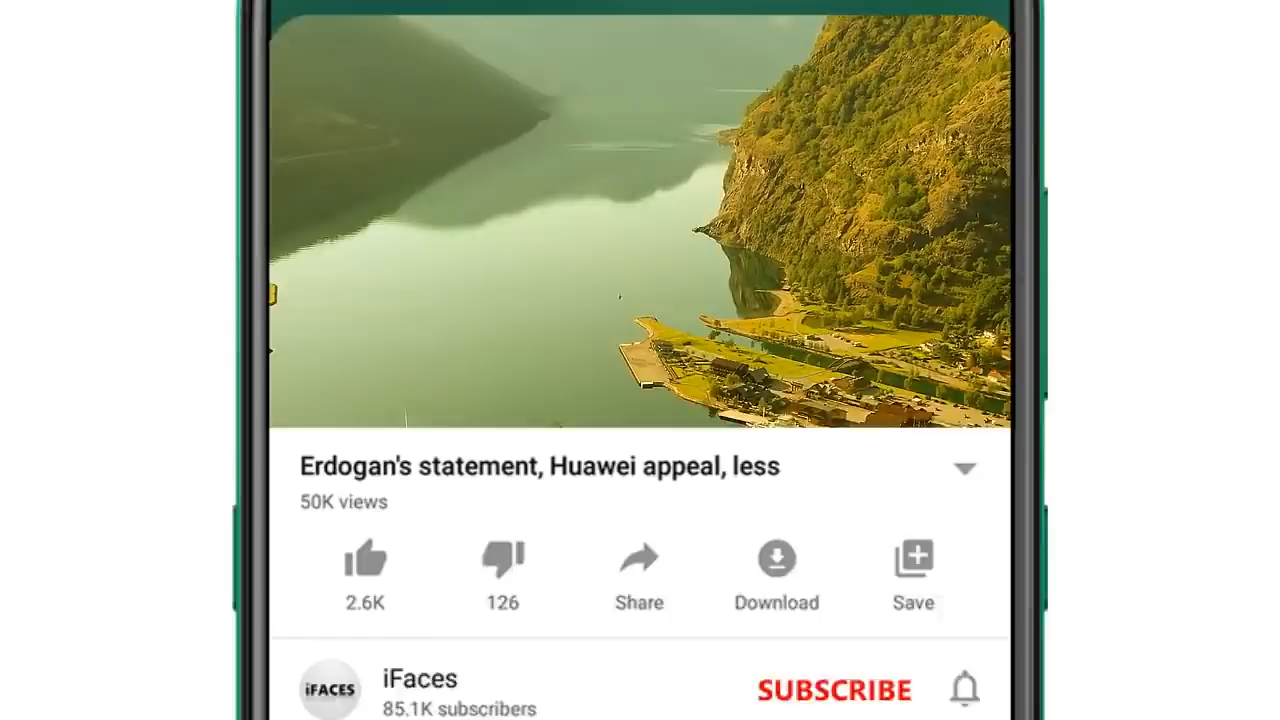 Erdogan's statement, Huawei appeal, less
50K views
2.6K
126
Share
Download
Save
iFACES
iFaces
85.1K subscribers
SUBSCRIBE